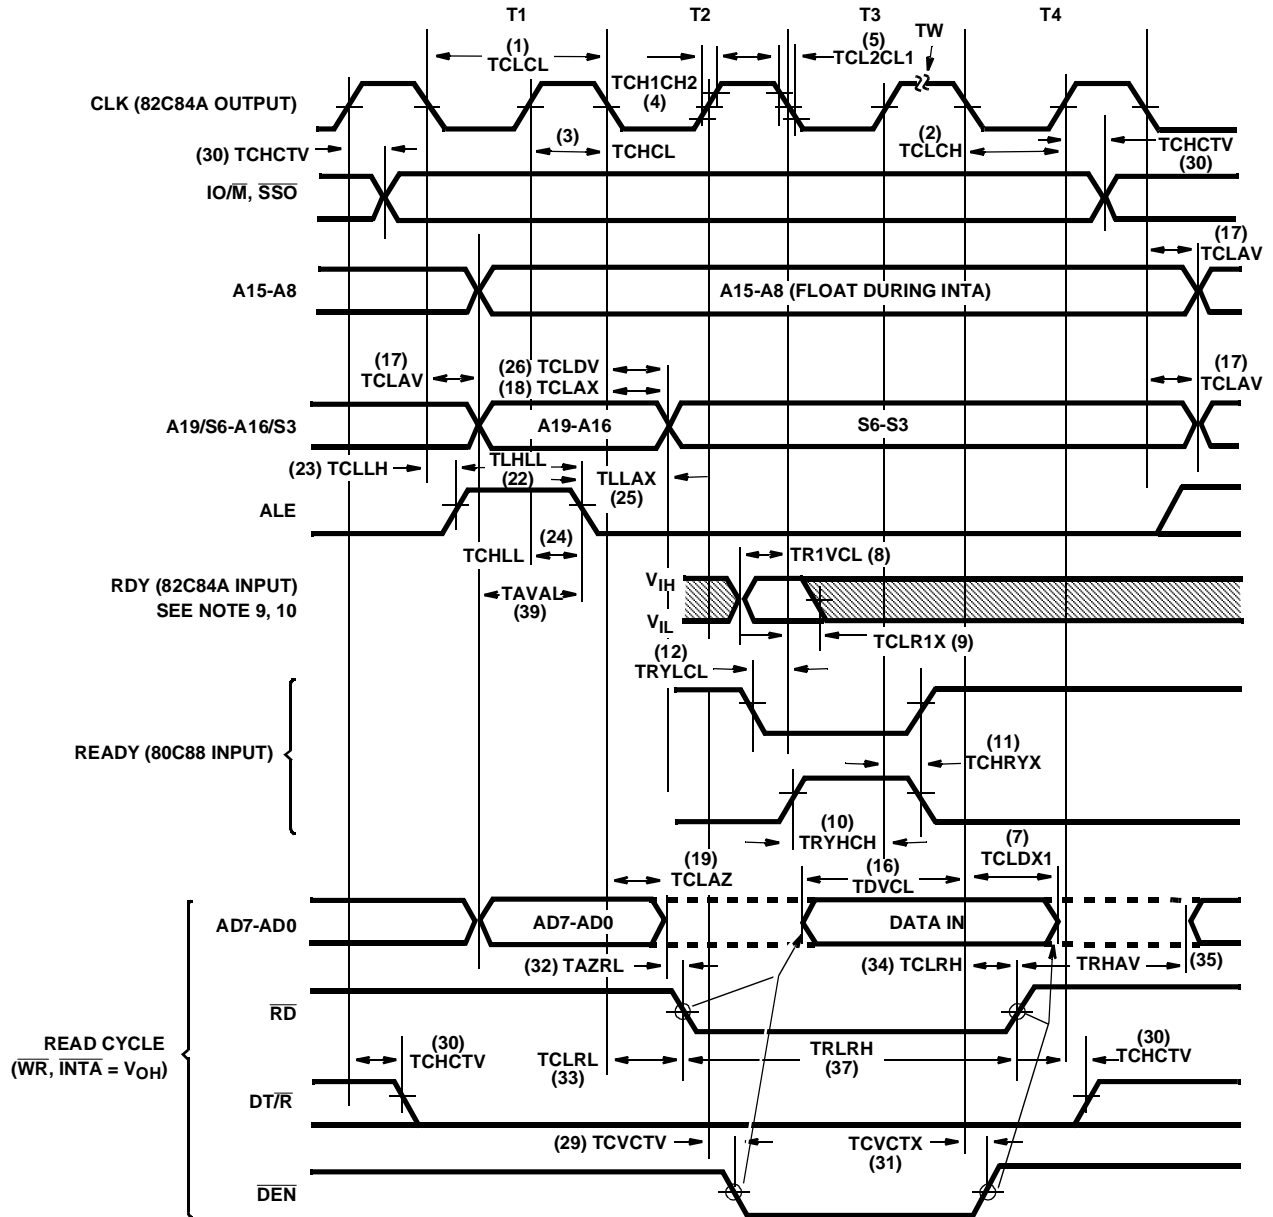 T1
T2
T3
T4
TW
(1)
TCLCL
TCH1CH2
(4)
(5)
TCL2CL1
CLK (82C84A OUTPUT)
(30) TCHCTV
(3)
TCHCL
(2)
TCLCH
TCHCTV
(30)
IO/M̅, S̅S̅O̅
(17)
TCLAV
A15-A8
A15-A8 (FLOAT DURING INTA)
(17)
TCLAV
(26) TCLDV
(18) TCLAX
(17)
TCLAV
A19/S6-A16/S3
A19-A16
S6-S3
(23) TCLLH
TLHLL
(22)
TLLAX
(25)
ALE
TCHLL
(24)
TR1VCL (8)
RDY (82C84A INPUT)
SEE NOTE 9, 10
VIH
VIL
TAVAL
(39)
TCLR1X (9)
(12)
TRYLCL
READY (80C88 INPUT)
(11)
TCHRYX
(10)
TRYHCH
(19)
TCLAZ
(16)
TDVCL
(7)
TCLDX1
AD7-AD0
AD7-AD0
DATA IN
(32) TAZRL
(34) TCLRH
TRHAV
(35)
R̅D̅
READ CYCLE
(W̅R̅, I̅N̅T̅A̅ = VOH)
(30)
TCHCTV
TCLRL
(33)
TRLRH
(37)
(30)
TCHCTV
DT/R̅
(29) TCVCTV
TCVCTX
(31)
D̅E̅N̅